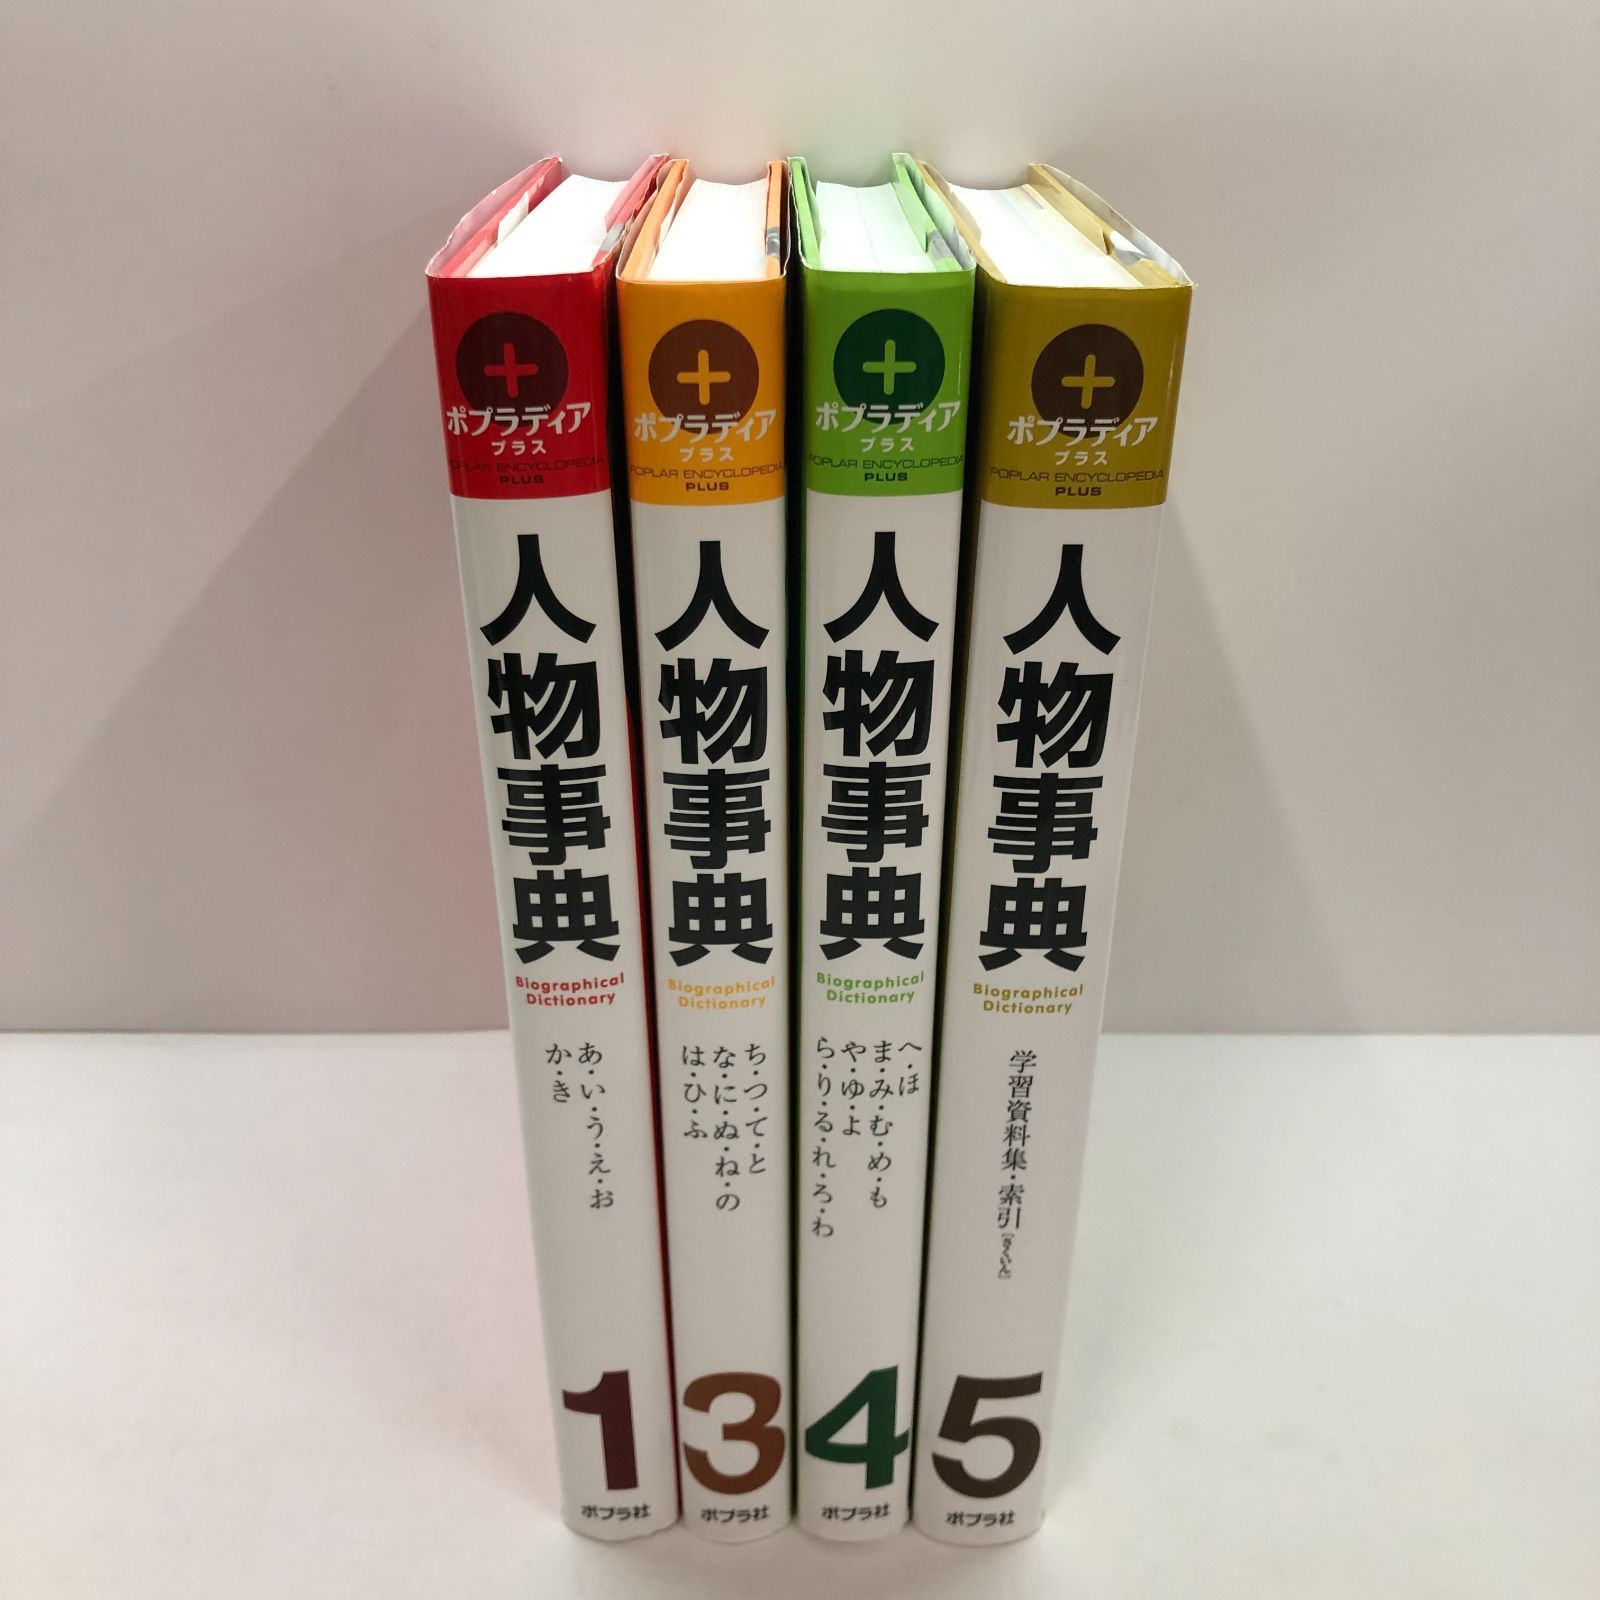 ポプラディア
プラス
POPLAR ENCYCLOPEDIA
PLUS
人物事典
Biographical
Dictionary
あ・い・う・え・お
か・き
1
ポプラ社
ポプラディア
プラス
POPLAR ENCYCLOPEDIA
PLUS
人物事典
Biographical
Dictionary
ち・つ・て・と
な・に・ぬ・ね・の
は・ひ・ふ
3
ポプラ社
ポプラディア
プラス
POPLAR ENCYCLOPEDIA
PLUS
人物事典
Biographical
Dictionary
へ・ほ
ま・み・む・め・も
や・ゆ・よ
ら・り・る・れ・ろ・わ
4
ポプラ社
ポプラディア
プラス
POPLAR ENCYCLOPEDIA
PLUS
人物事典
Biographical
Dictionary
学習資料集・索引［さくいん］
5
ポプラ社